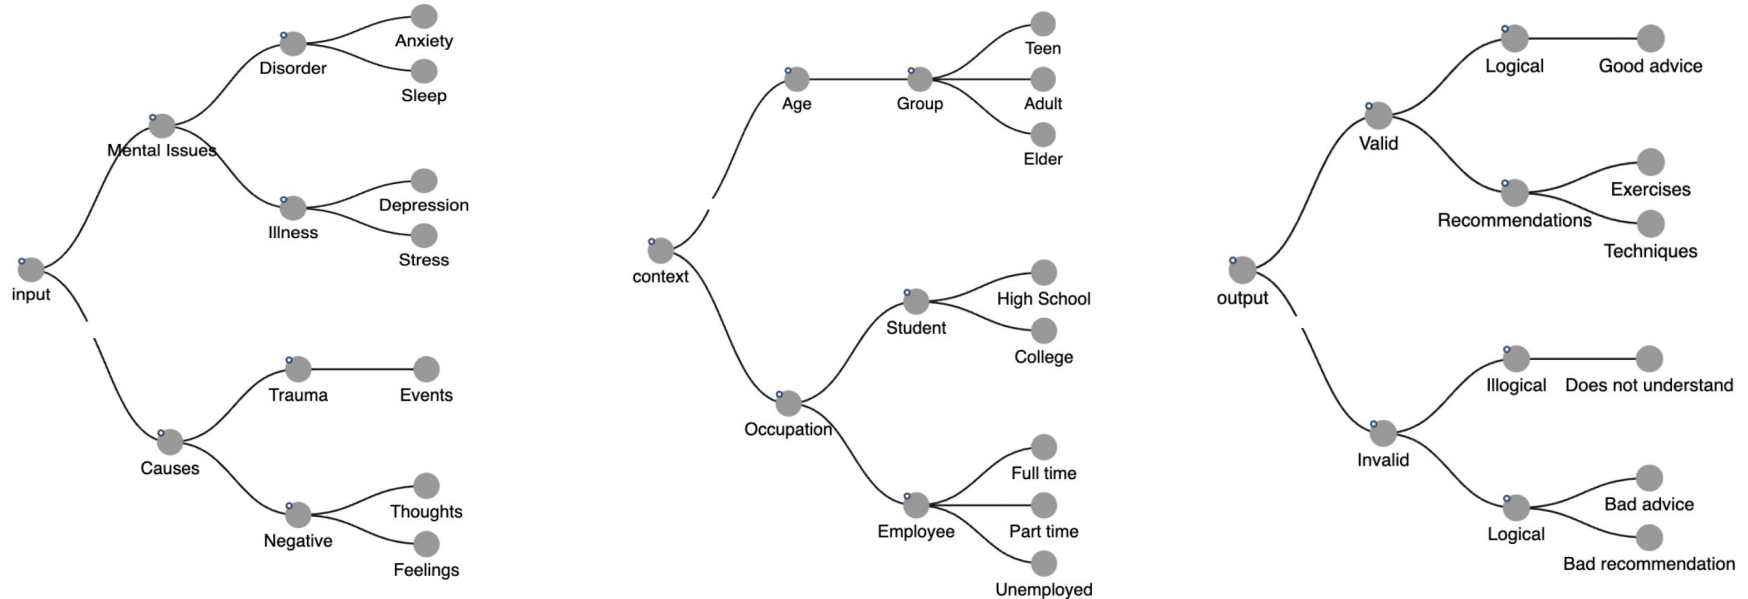 input
Mental Issues
Disorder
Anxiety
Sleep
Illness
Depression
Stress
Causes
Trauma
Events
Negative
Thoughts
Feelings
context
Age
Group
Teen
Adult
Elder
Occupation
Student
High School
College
Employee
Full time
Part time
Unemployed
output
Valid
Logical
Good advice
Recommendations
Exercises
Techniques
Invalid
Illogical
Does not understand
Logical
Bad advice
Bad recommendation